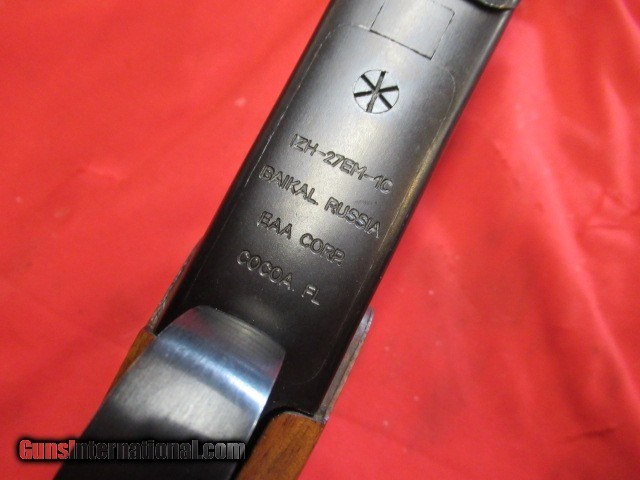 IZH-27EM-1C
BAIKAL RUSSIA
EAA CORP.
COCOA. FL
GunsInternational.com